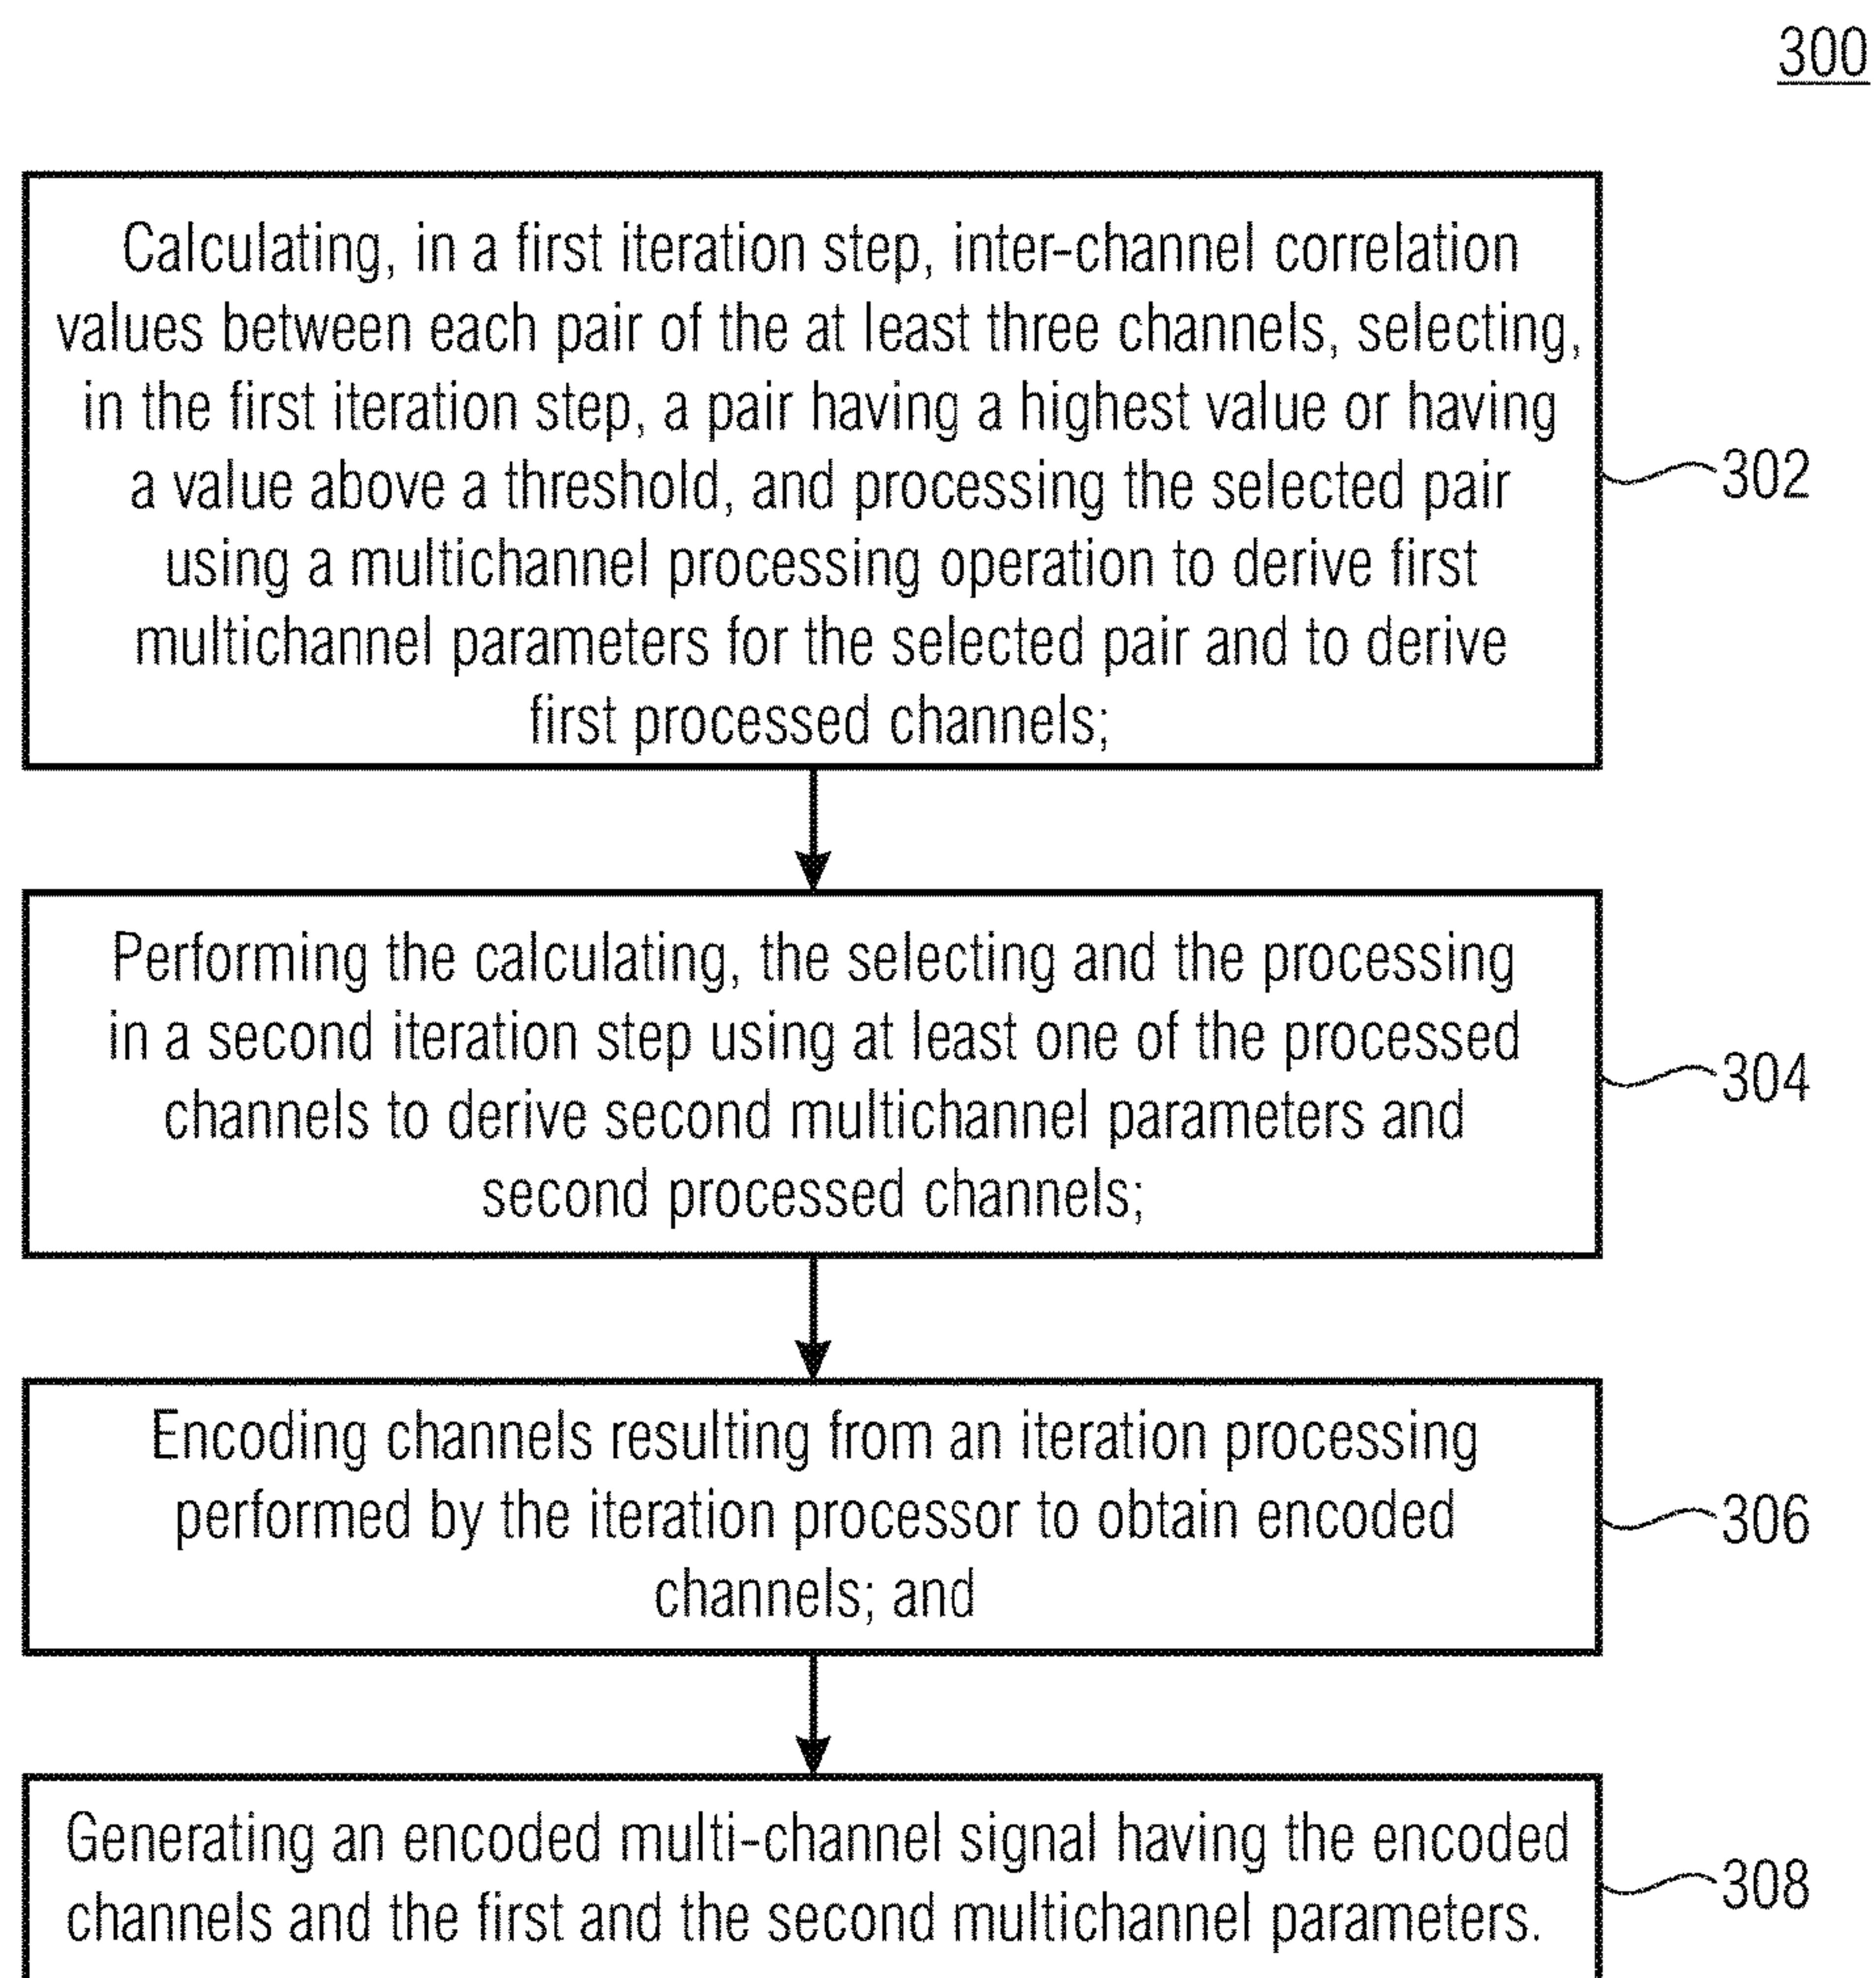 300
Calculating, in a first iteration step, inter-channel correlation
values between each pair of the at least three channels, selecting,
in the first iteration step, a pair having a highest value or having
a value above a threshold, and processing the selected pair
using a multichannel processing operation to derive first
multichannel parameters for the selected pair and to derive
first processed channels;
302
Performing the calculating, the selecting and the processing
in a second iteration step using at least one of the processed
channels to derive second multichannel parameters and
second processed channels;
304
Encoding channels resulting from an iteration processing
performed by the iteration processor to obtain encoded
channels; and
306
Generating an encoded multi-channel signal having the encoded
channels and the first and the second multichannel parameters.
308